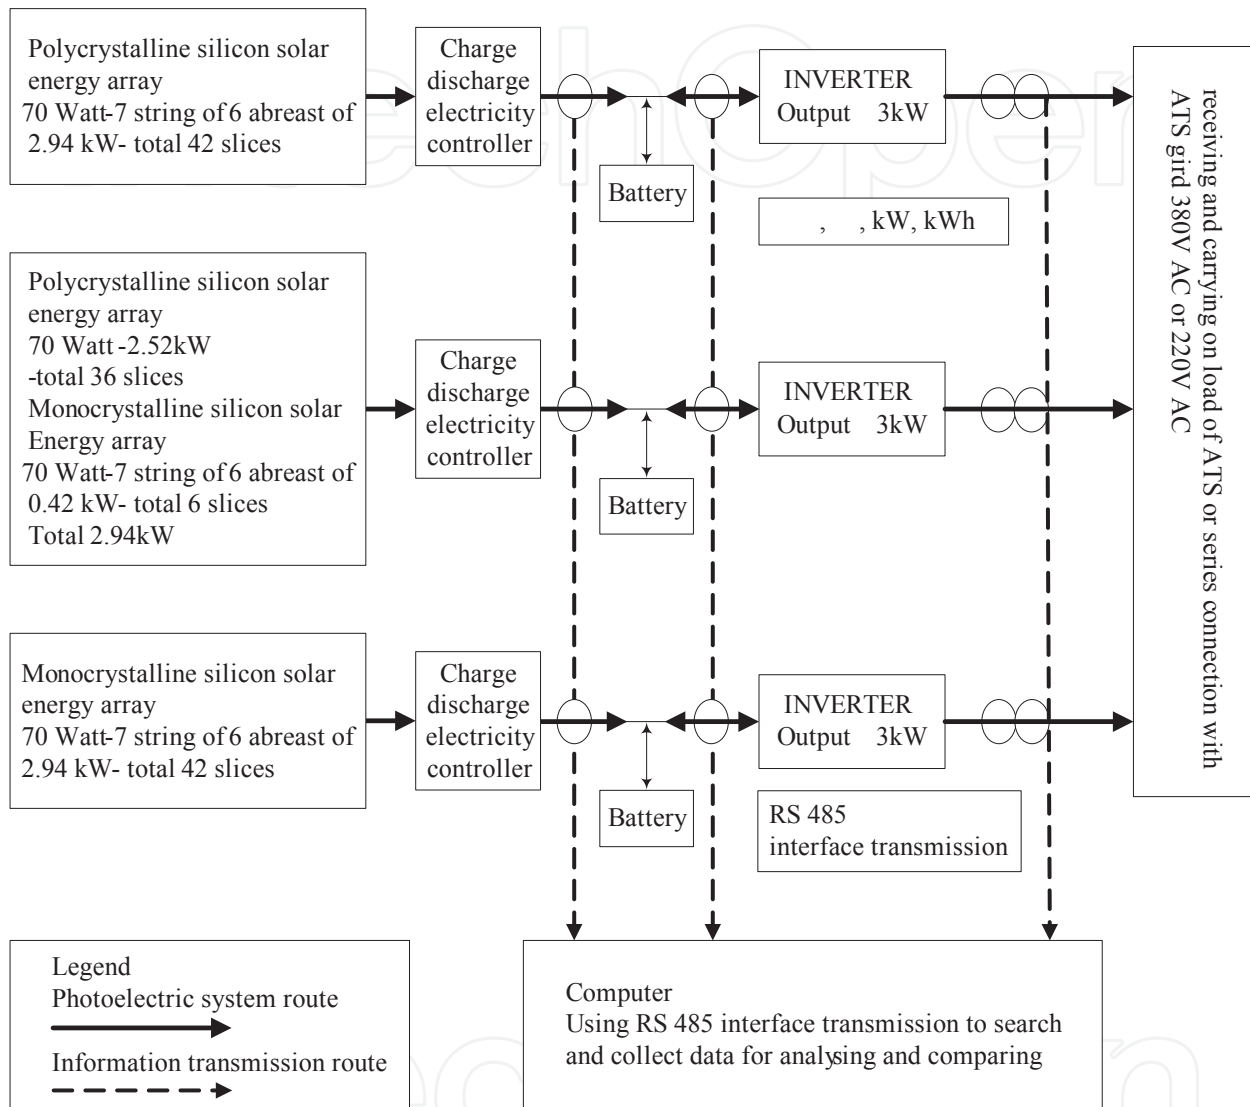 Polycrystalline silicon solar
energy array
70 Watt-7 string of 6 abreast of
2.94 kW- total 42 slices
Charge
discharge
electricity
controller
Battery
INVERTER
Output 3kW
, , kW, kWh
receiving and carrying on load of ATS or series connection with
ATS gird 380V AC or 220V AC
Polycrystalline silicon solar
energy array
70 Watt -2.52kW
-total 36 slices
Monocrystalline silicon solar
Energy array
70 Watt-7 string of 6 abreast of
0.42 kW- total 6 slices
Total 2.94kW
Charge
discharge
electricity
controller
Battery
INVERTER
Output 3kW
Monocrystalline silicon solar
energy array
70 Watt-7 string of 6 abreast of
2.94 kW- total 42 slices
Charge
discharge
electricity
controller
Battery
INVERTER
Output 3kW
RS 485
interface transmission
Legend
Photoelectric system route
Information transmission route
Computer
Using RS 485 interface transmission to search
and collect data for analysing and comparing